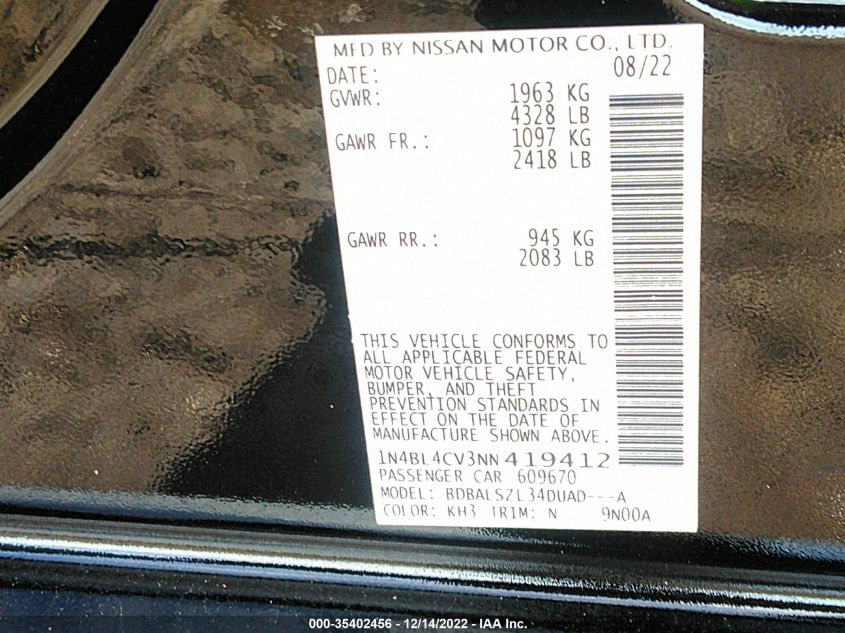 MFD BY NISSAN MOTOR CO., LTD.
DATE: 08/22
GVWR: 1963 KG
4328 LB
GAWR FR.: 1097 KG
2418 LB
GAWR RR.: 945 KG
2083 LB
THIS VEHICLE CONFORMS TO
ALL APPLICABLE FEDERAL
MOTOR VEHICLE SAFETY,
BUMPER, AND THEFT
PREVENTION STANDARDS IN
EFFECT ON THE DATE OF
MANUFACTURE SHOWN ABOVE.
1N4BL4CV3NN419412
PASSENGER CAR 609670
MODEL: BDBALSZL34DUAD---A
COLOR: KH3 TRIM: N 9N00A
000-35402456 - 12/14/2022 - IAA Inc.